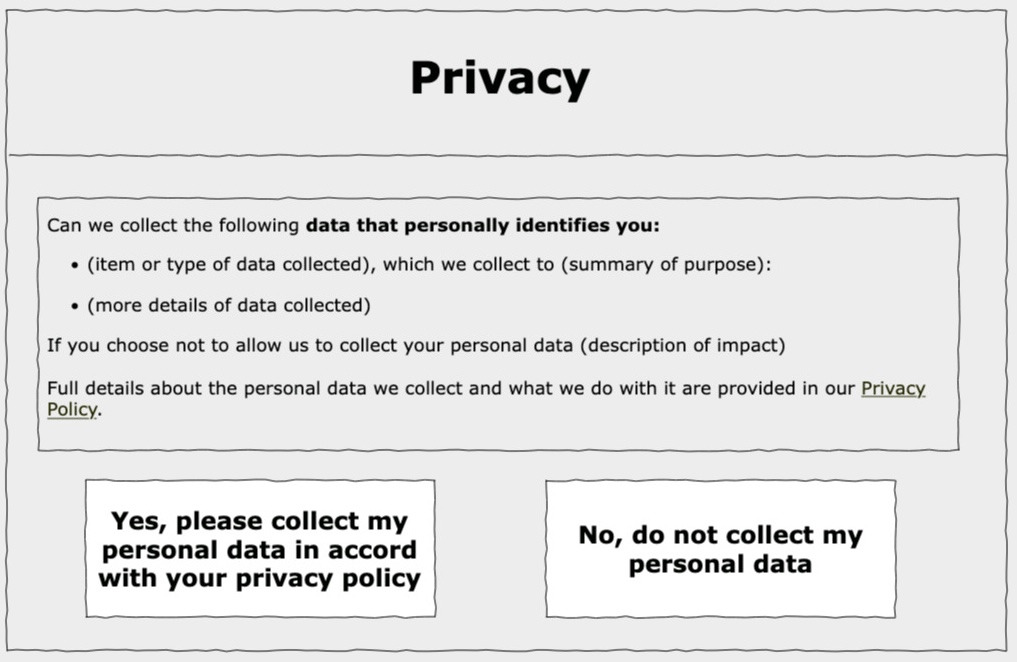 Privacy
Can we collect the following data that personally identifies you:
• (item or type of data collected), which we collect to (summary of purpose):
• (more details of data collected)
If you choose not to allow us to collect your personal data (description of impact)
Full details about the personal data we collect and what we do with it are provided in our Privacy
Policy.
Yes, please collect my
personal data in accord
with your privacy policy
No, do not collect my
personal data